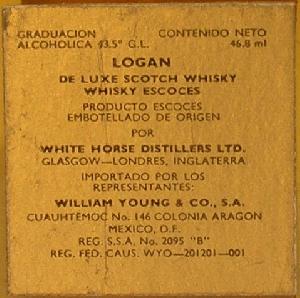 GRADUACION CONTENIDO NETO
ALCOHOLICA 43.5° G.L. 46.8 ml
LOGAN
DE LUXE SCOTCH WHISKY
WHISKY ESCOCES
PRODUCTO ESCOCES
EMBOTELLADO DE ORIGEN
POR
WHITE HORSE DISTILLERS LTD.
GLASGOW—LONDRES, INGLATERRA
IMPORTADO POR LOS
REPRESENTANTES:
WILLIAM YOUNG & CO., S.A.
CUAUHTÉMOC No. 146 COLONIA ARAGON
MEXICO, D.F.
REG. S.S.A. No. 2095 "B"
REG. FED. CAUS. WYO—201201—001